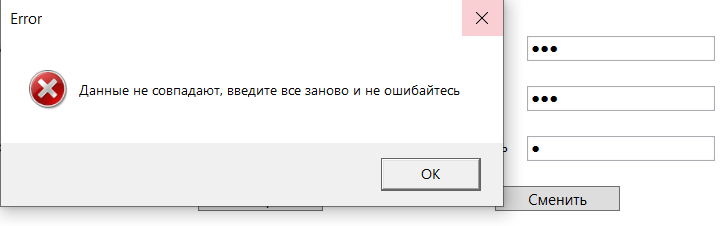 Error
Данные не совпадают, введите все заново и не ошибайтесь
OK
Сменить